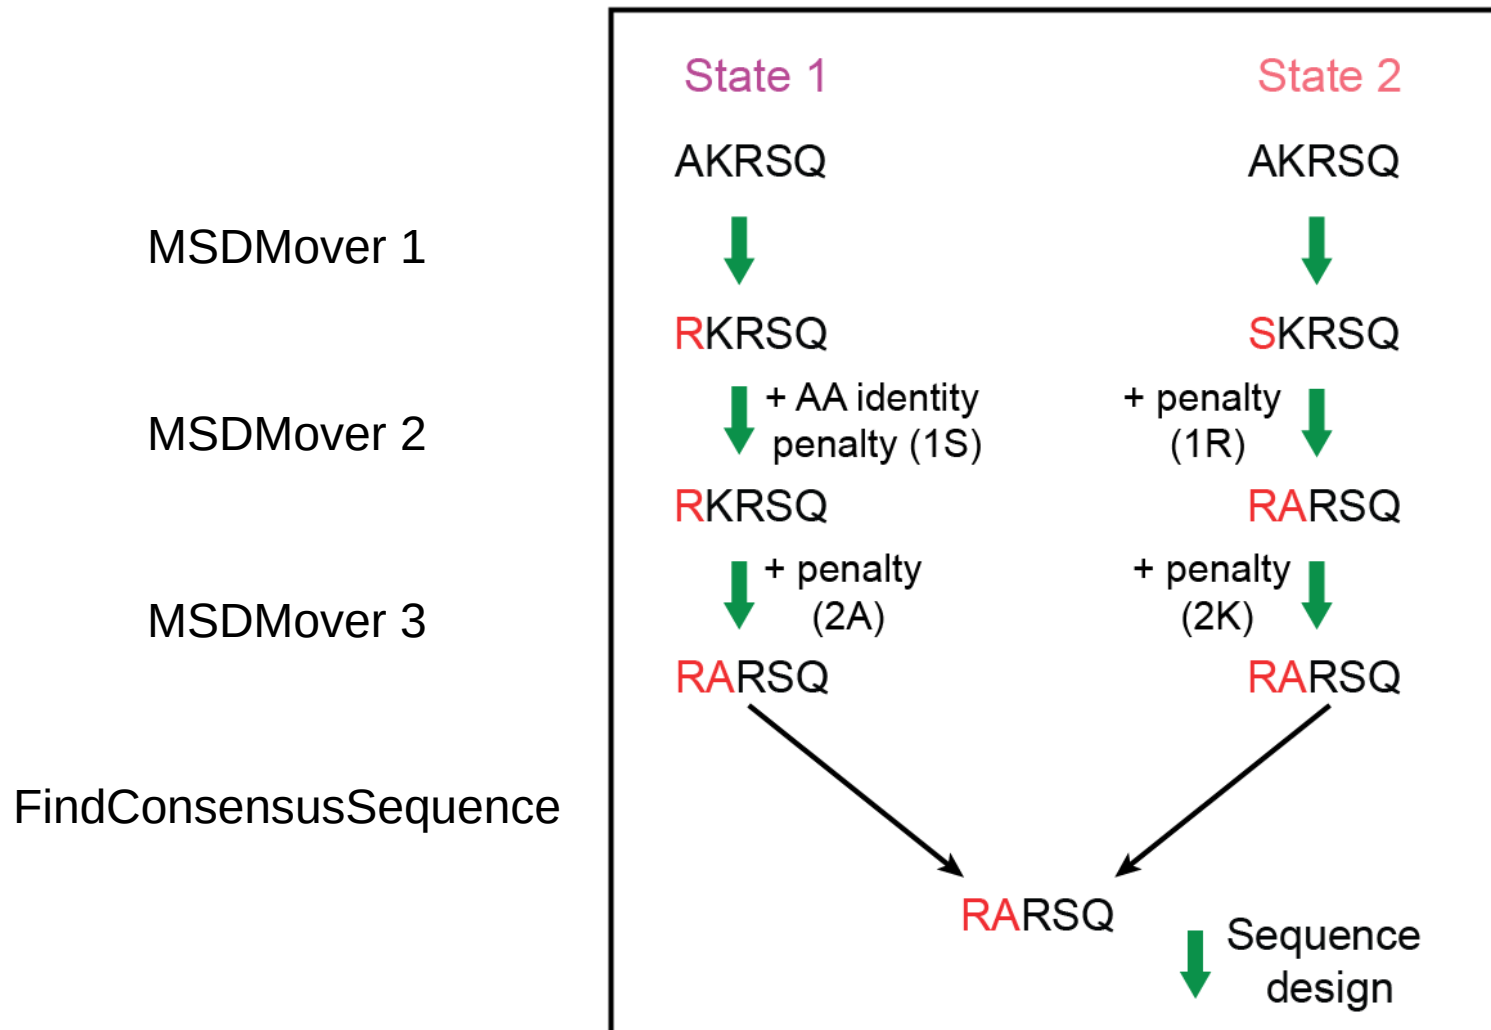 State 1
State 2
AKRSQ
AKRSQ
MSDMover 1
RKRSQ
SKRSQ
MSDMover 2
+ AA identity
penalty (1S)
+ penalty
(1R)
RKRSQ
RARSQ
MSDMover 3
+ penalty
(2A)
+ penalty
(2K)
RARSQ
RARSQ
FindConsensusSequence
RARSQ
Sequence
design